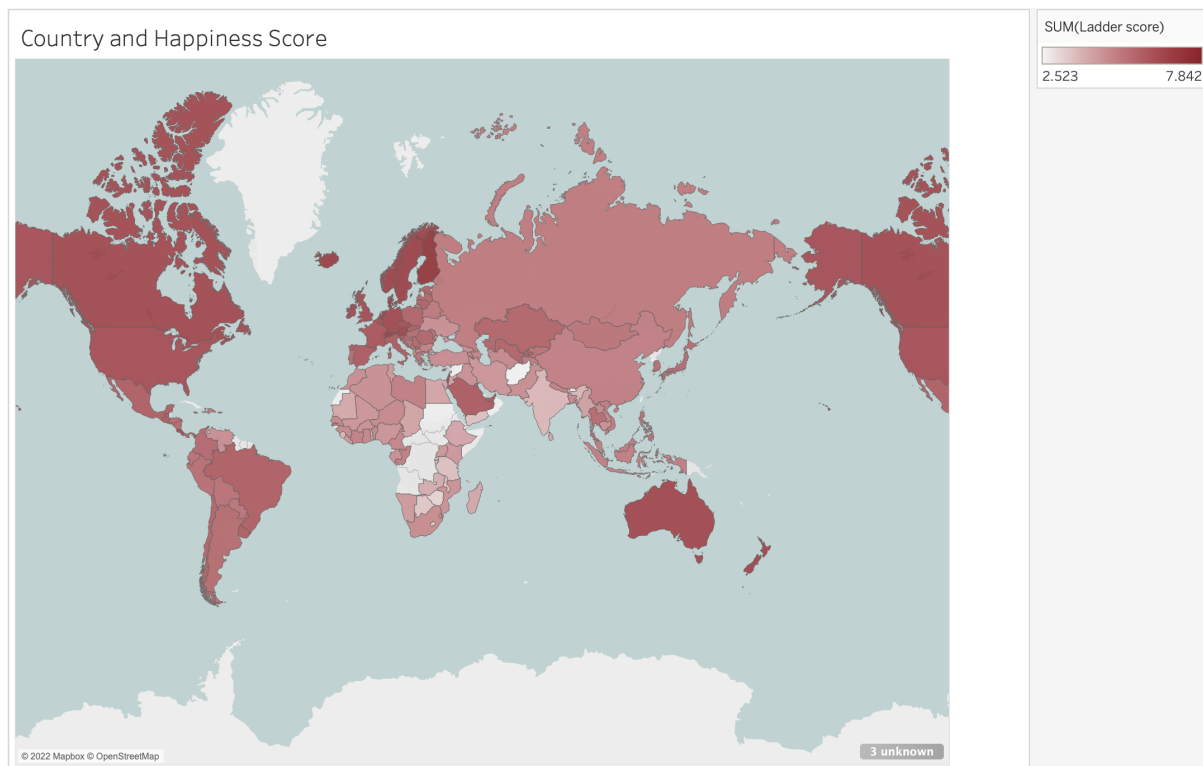 Country and Happiness Score
SUM(Ladder score)
2.523 7.842
© 2022 Mapbox © OpenStreetMap
3 unknown